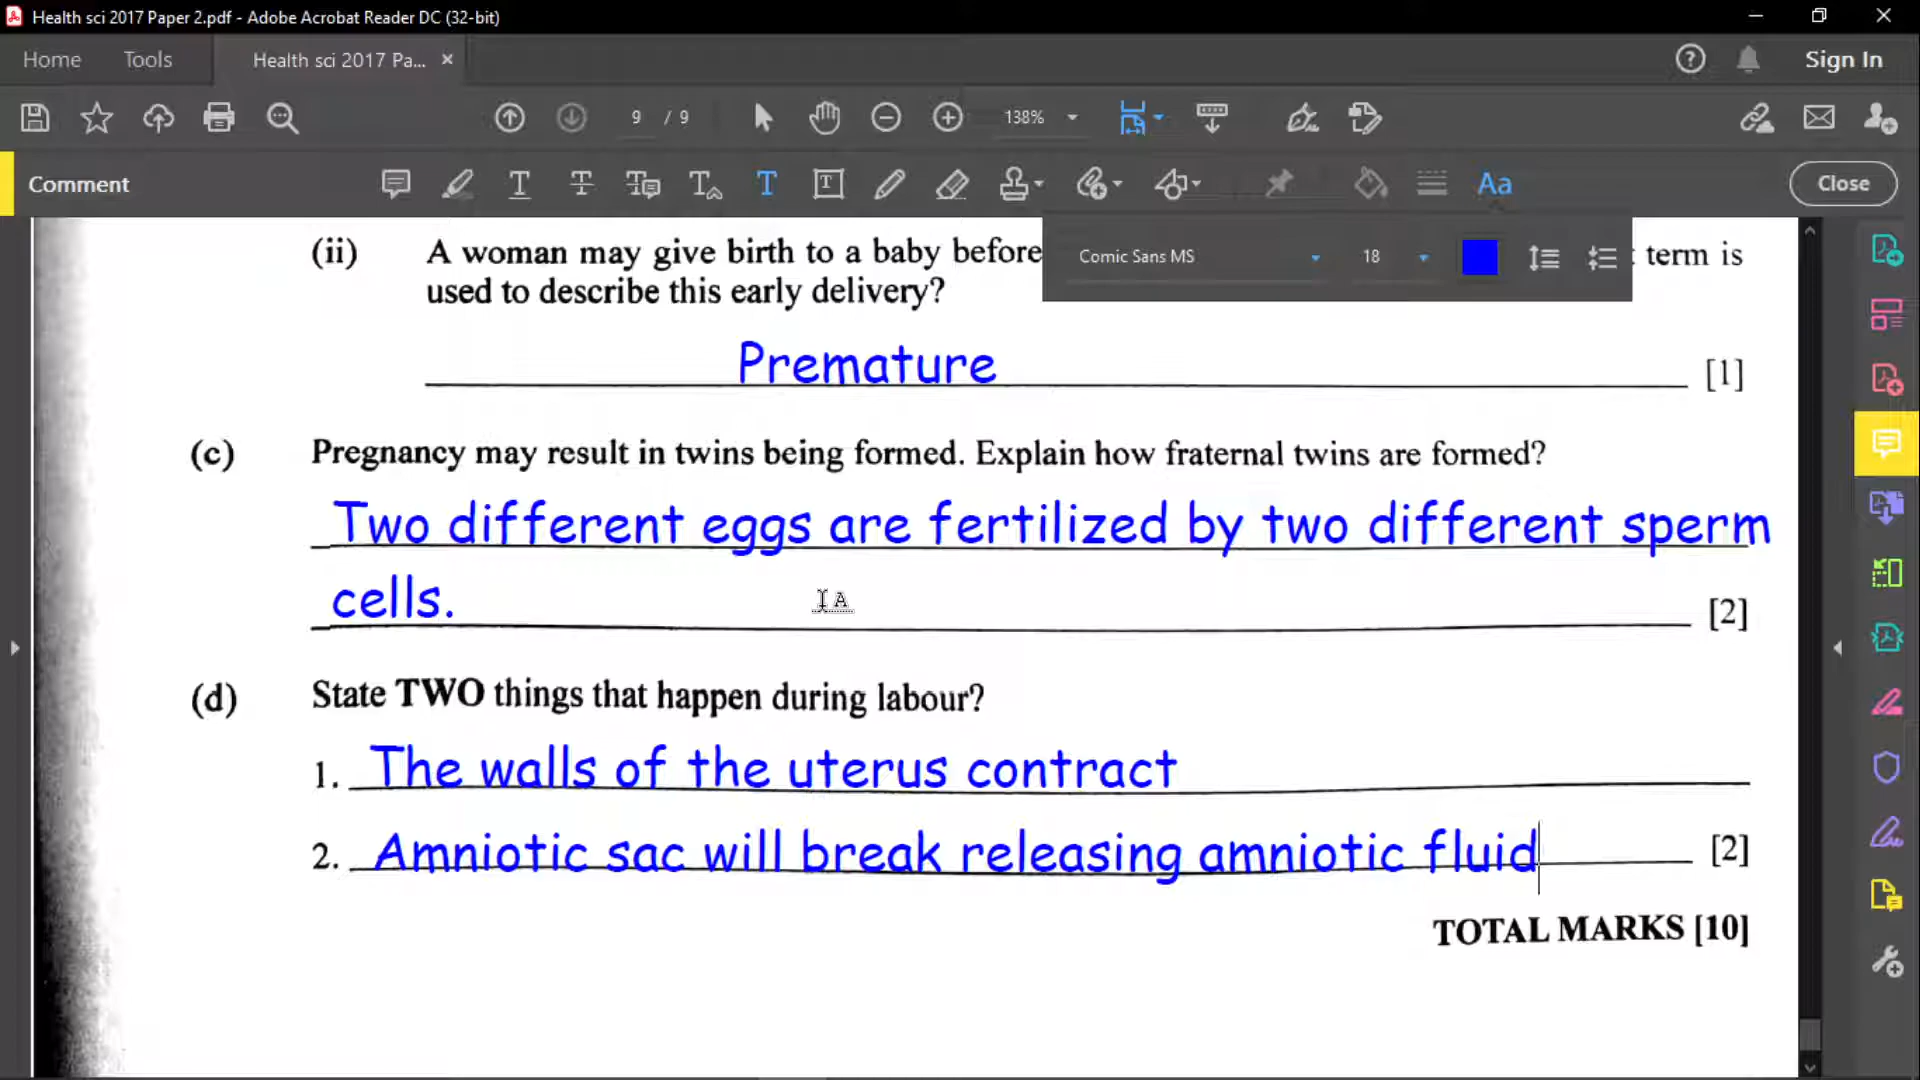 Health sci 2017 Paper 2.pdf - Adobe Acrobat Reader DC (32-bit)
Home Tools Health sci 2017 Pa... × Sign In
9 / 9 138%
Comment T T T T T T Aa Close
Comic Sans MS 18
(ii) A woman may give birth to a baby before term is
used to describe this early delivery?
Premature [1]
(c) Pregnancy may result in twins being formed. Explain how fraternal twins are formed?
Two different eggs are fertilized by two different sperm
cells. [2]
(d) State TWO things that happen during labour?
1. The walls of the uterus contract
2. Amniotic sac will break releasing amniotic fluid [2]
TOTAL MARKS [10]